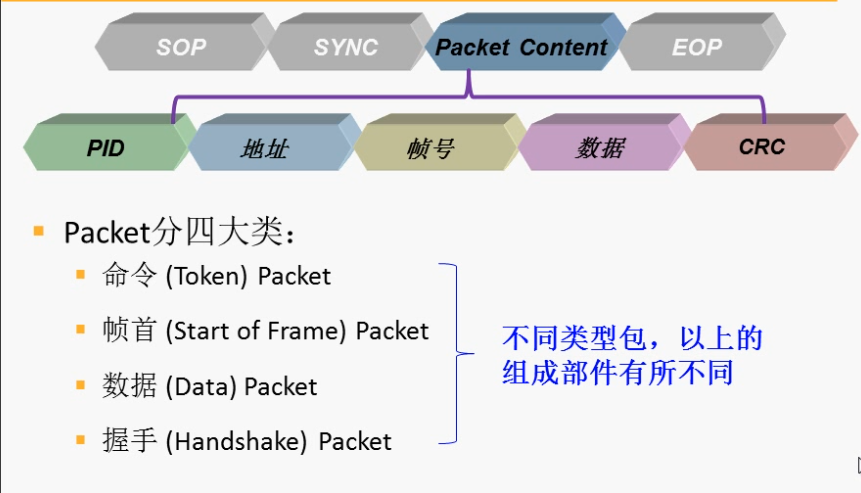 SOP SYNC Packet Content EOP
PID 地址 帧号 数据 CRC
Packet分四大类：
命令 (Token) Packet
帧首 (Start of Frame) Packet
数据 (Data) Packet
握手 (Handshake) Packet
不同类型包，以上的
组成部件有所不同